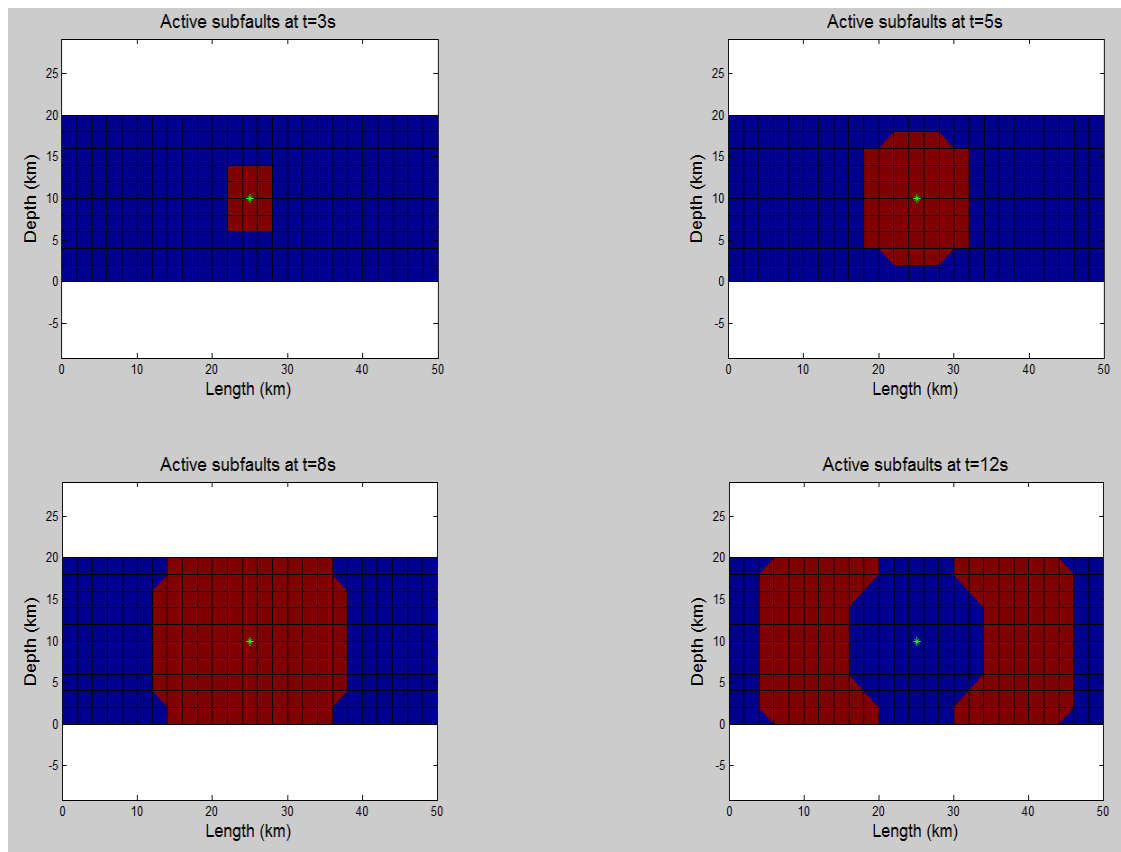 Active subfaults at t=3s
25
20
15
10
5
0
-5
Depth (km)
0 10 20 30 40 50
Length (km)
Active subfaults at t=5s
25
20
15
10
5
0
-5
Depth (km)
0 10 20 30 40 50
Length (km)
Active subfaults at t=8s
25
20
15
10
5
0
-5
Depth (km)
0 10 20 30 40 50
Length (km)
Active subfaults at t=12s
25
20
15
10
5
0
-5
Depth (km)
0 10 20 30 40 50
Length (km)